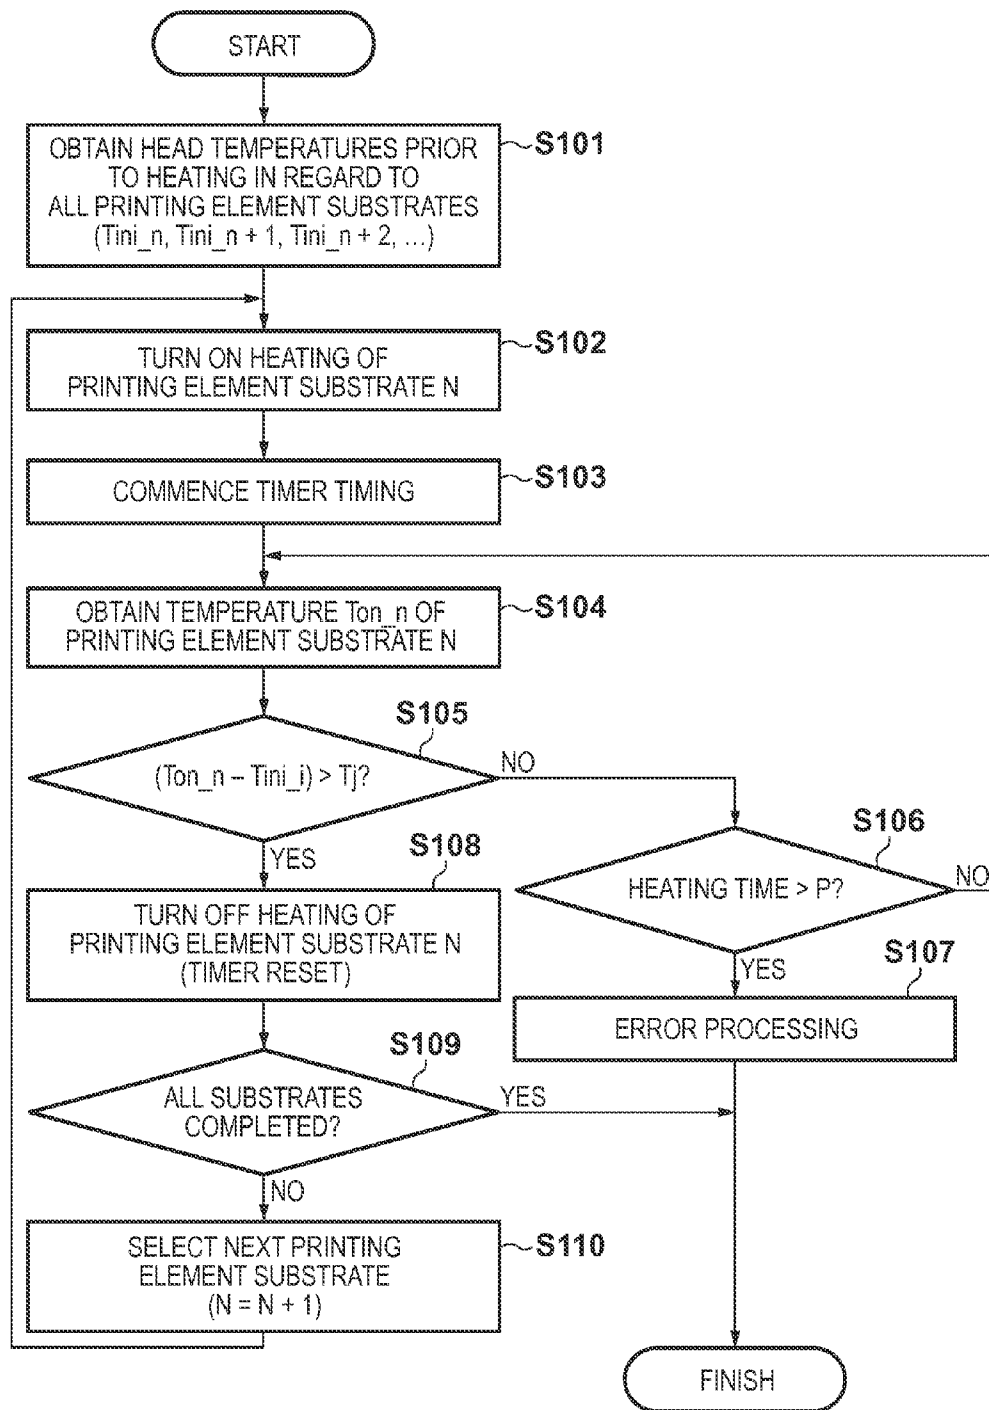 START
OBTAIN HEAD TEMPERATURES PRIOR
TO HEATING IN REGARD TO
ALL PRINTING ELEMENT SUBSTRATES
(Tini_n, Tini_n + 1, Tini_n + 2, ...)
S101
TURN ON HEATING OF
PRINTING ELEMENT SUBSTRATE N
S102
COMMENCE TIMER TIMING
S103
OBTAIN TEMPERATURE Ton_n OF
PRINTING ELEMENT SUBSTRATE N
S104
S105
(Ton_n – Tini_i) > Tj?
NO
YES
S106
HEATING TIME > P?
NO
YES
S107
ERROR PROCESSING
S108
TURN OFF HEATING OF
PRINTING ELEMENT SUBSTRATE N
(TIMER RESET)
S109
ALL SUBSTRATES
COMPLETED?
YES
NO
SELECT NEXT PRINTING
ELEMENT SUBSTRATE
(N = N + 1)
S110
FINISH